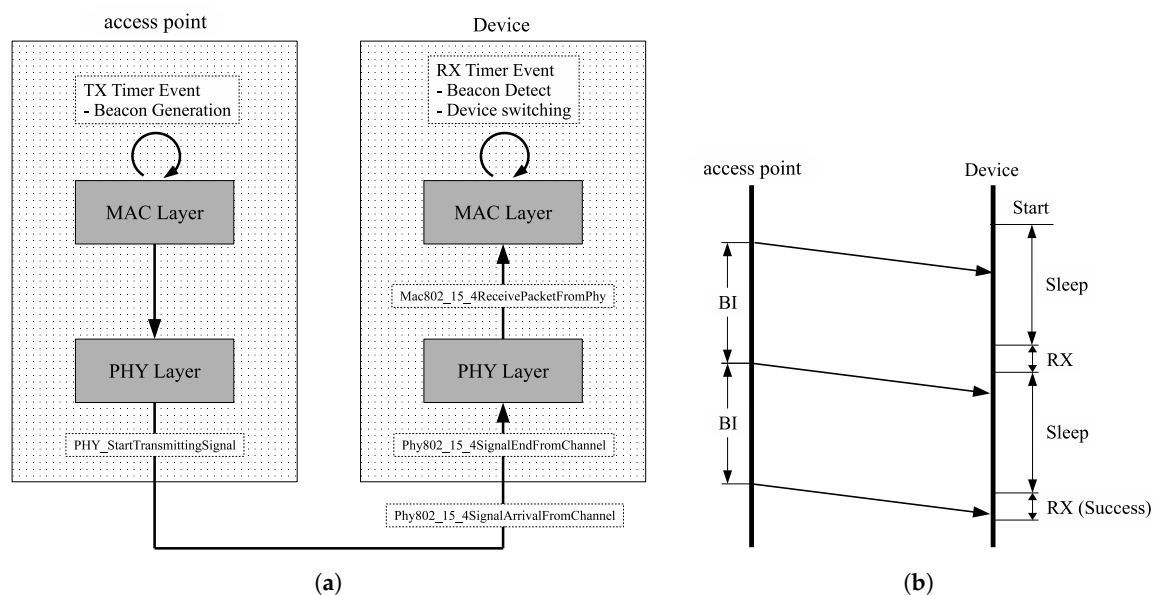 access point
Device
TX Timer Event
- Beacon Generation
RX Timer Event
- Beacon Detect
- Device switching
MAC Layer
MAC Layer
Mac802_15_4ReceivePacketFromPhy
PHY Layer
PHY Layer
PHY_StartTransmittingSignal
Phy802_15_4SignalEndFromChannel
Phy802_15_4SignalArrivalFromChannel
(a)
access point
Device
Start
Sleep
BI
RX
BI
Sleep
RX (Success)
(b)